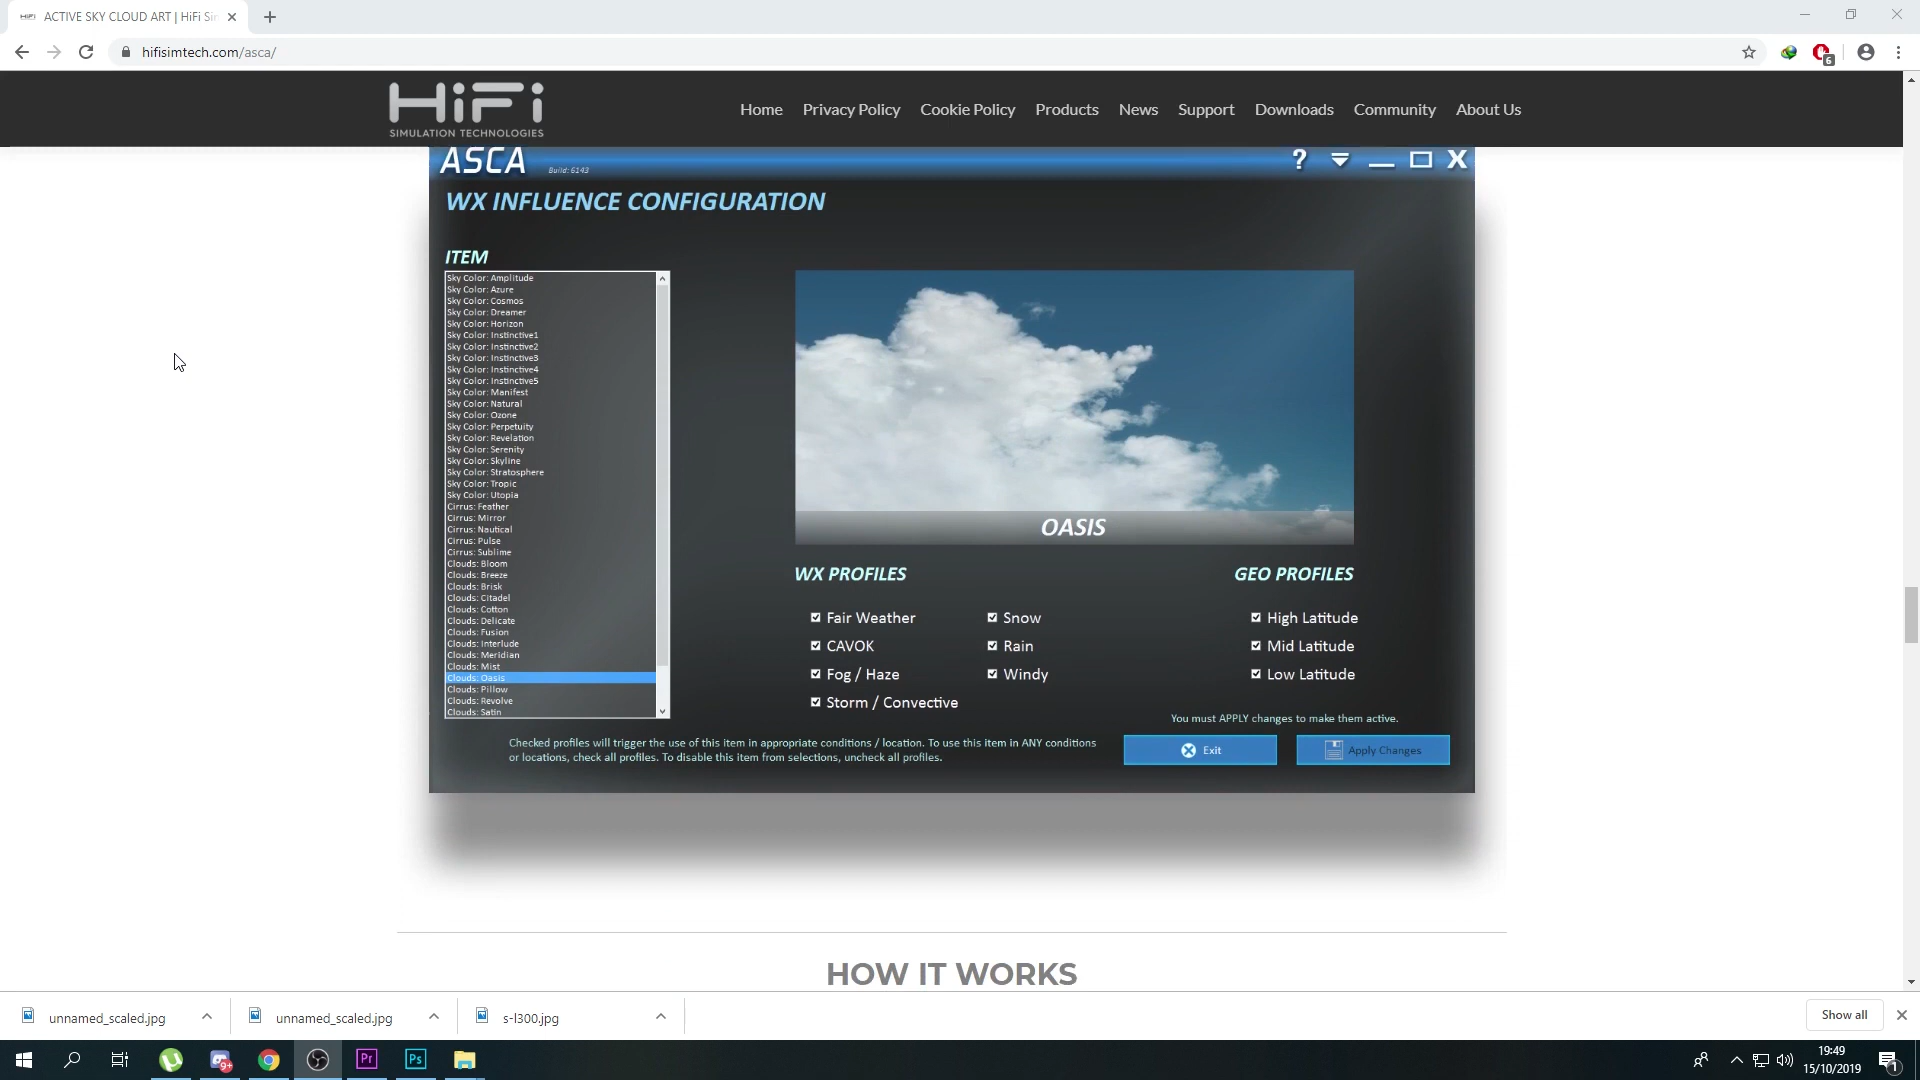 ACTIVE SKY CLOUD ART | HiFi Sim
hifisimtech.com/asca/
6
HiFi
SIMULATION TECHNOLOGIES
Home Privacy Policy Cookie Policy Products News Support Downloads Community About Us
ASCA Build: 6143
? X
WX INFLUENCE CONFIGURATION
ITEM
Sky Color: Amplitude
Sky Color: Azure
Sky Color: Cosmos
Sky Color: Dreamer
Sky Color: Horizon
Sky Color: Instinctive1
Sky Color: Instinctive2
Sky Color: Instinctive3
Sky Color: Instinctive4
Sky Color: Instinctive5
Sky Color: Manifest
Sky Color: Natural
Sky Color: Ozone
Sky Color: Perpetuity
Sky Color: Revelation
Sky Color: Serenity
Sky Color: Skyline
Sky Color: Stratosphere
Sky Color: Tropic
Sky Color: Utopia
Cirrus: Feather
Cirrus: Mirror
Cirrus: Nautical
Cirrus: Pulse
Cirrus: Sublime
Clouds: Bloom
Clouds: Breeze
Clouds: Brisk
Clouds: Citadel
Clouds: Cotton
Clouds: Delicate
Clouds: Fusion
Clouds: Interlude
Clouds: Meridian
Clouds: Mist
Clouds: Oasis
Clouds: Pillow
Clouds: Revolve
Clouds: Satin
OASIS
WX PROFILES
Fair Weather
CAVOK
Fog / Haze
Storm / Convective
Snow
Rain
Windy
GEO PROFILES
High Latitude
Mid Latitude
Low Latitude
You must APPLY changes to make them active.
Checked profiles will trigger the use of this item in appropriate conditions / location. To use this item in ANY conditions
or locations, check all profiles. To disable this item from selections, uncheck all profiles.
Exit
Apply Changes
HOW IT WORKS
unnamed_scaled.jpg
unnamed_scaled.jpg
s-l300.jpg
Show all
9+
Pr
Ps
19:49
15/10/2019
1